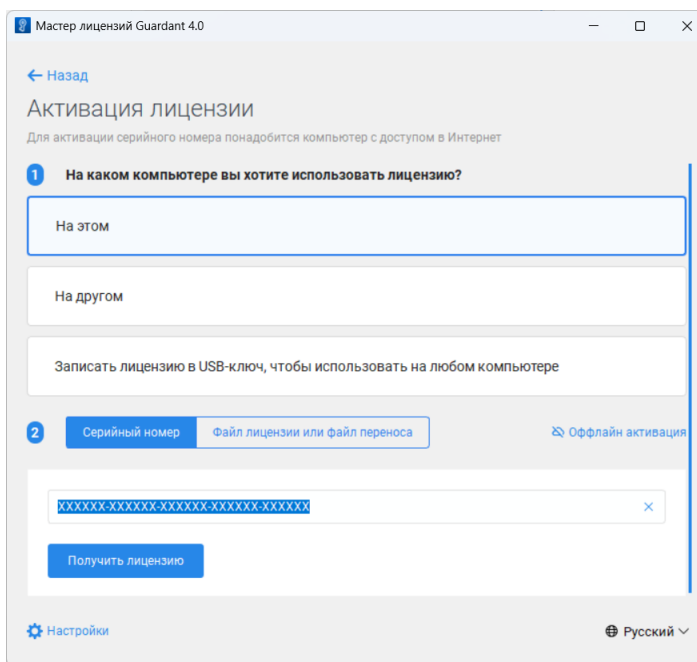 Мастер лицензий Guardant 4.0
Назад
Активация лицензии
Для активации серийного номера понадобится компьютер с доступом в Интернет
1 На каком компьютере вы хотите использовать лицензию?
На этом
На другом
Записать лицензию в USB-ключ, чтобы использовать на любом компьютере
2 Серийный номер Файл лицензии или файл переноса Оффлайн активация
XXXXXX-XXXXXX-XXXXXX-XXXXXX-XXXXXX
Получить лицензию
Настройки Русский